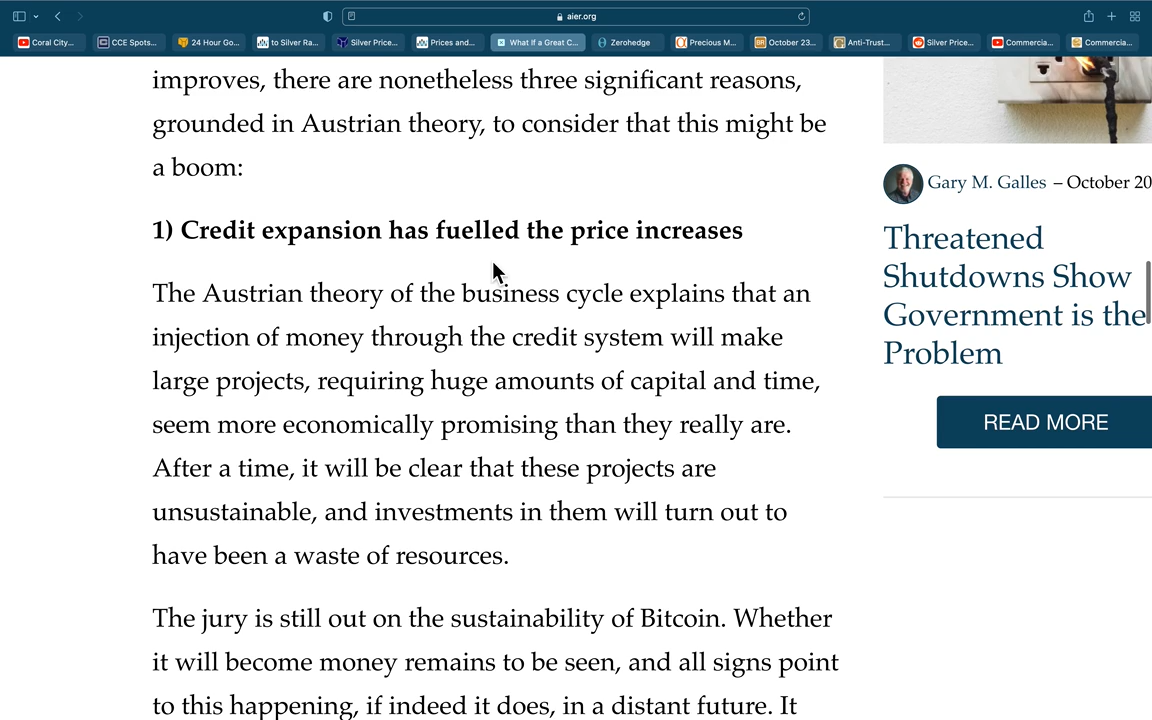 aier.org
Coral City...
CCE Spots...
24 Hour Go...
to Silver Ra...
Silver Price...
Prices and...
What If a Great C...
Zerohedge
Precious M...
October 23...
Anti-Trust...
Silver Price...
Commercia...
Commercia...
improves, there are nonetheless three significant reasons,
grounded in Austrian theory, to consider that this might be
a boom:
1) Credit expansion has fuelled the price increases
The Austrian theory of the business cycle explains that an
injection of money through the credit system will make
large projects, requiring huge amounts of capital and time,
seem more economically promising than they really are.
After a time, it will be clear that these projects are
unsustainable, and investments in them will turn out to
have been a waste of resources.
The jury is still out on the sustainability of Bitcoin. Whether
it will become money remains to be seen, and all signs point
to this happening, if indeed it does, in a distant future. It
Gary M. Galles – October 20
Threatened
Shutdowns Show
Government is the
Problem
READ MORE